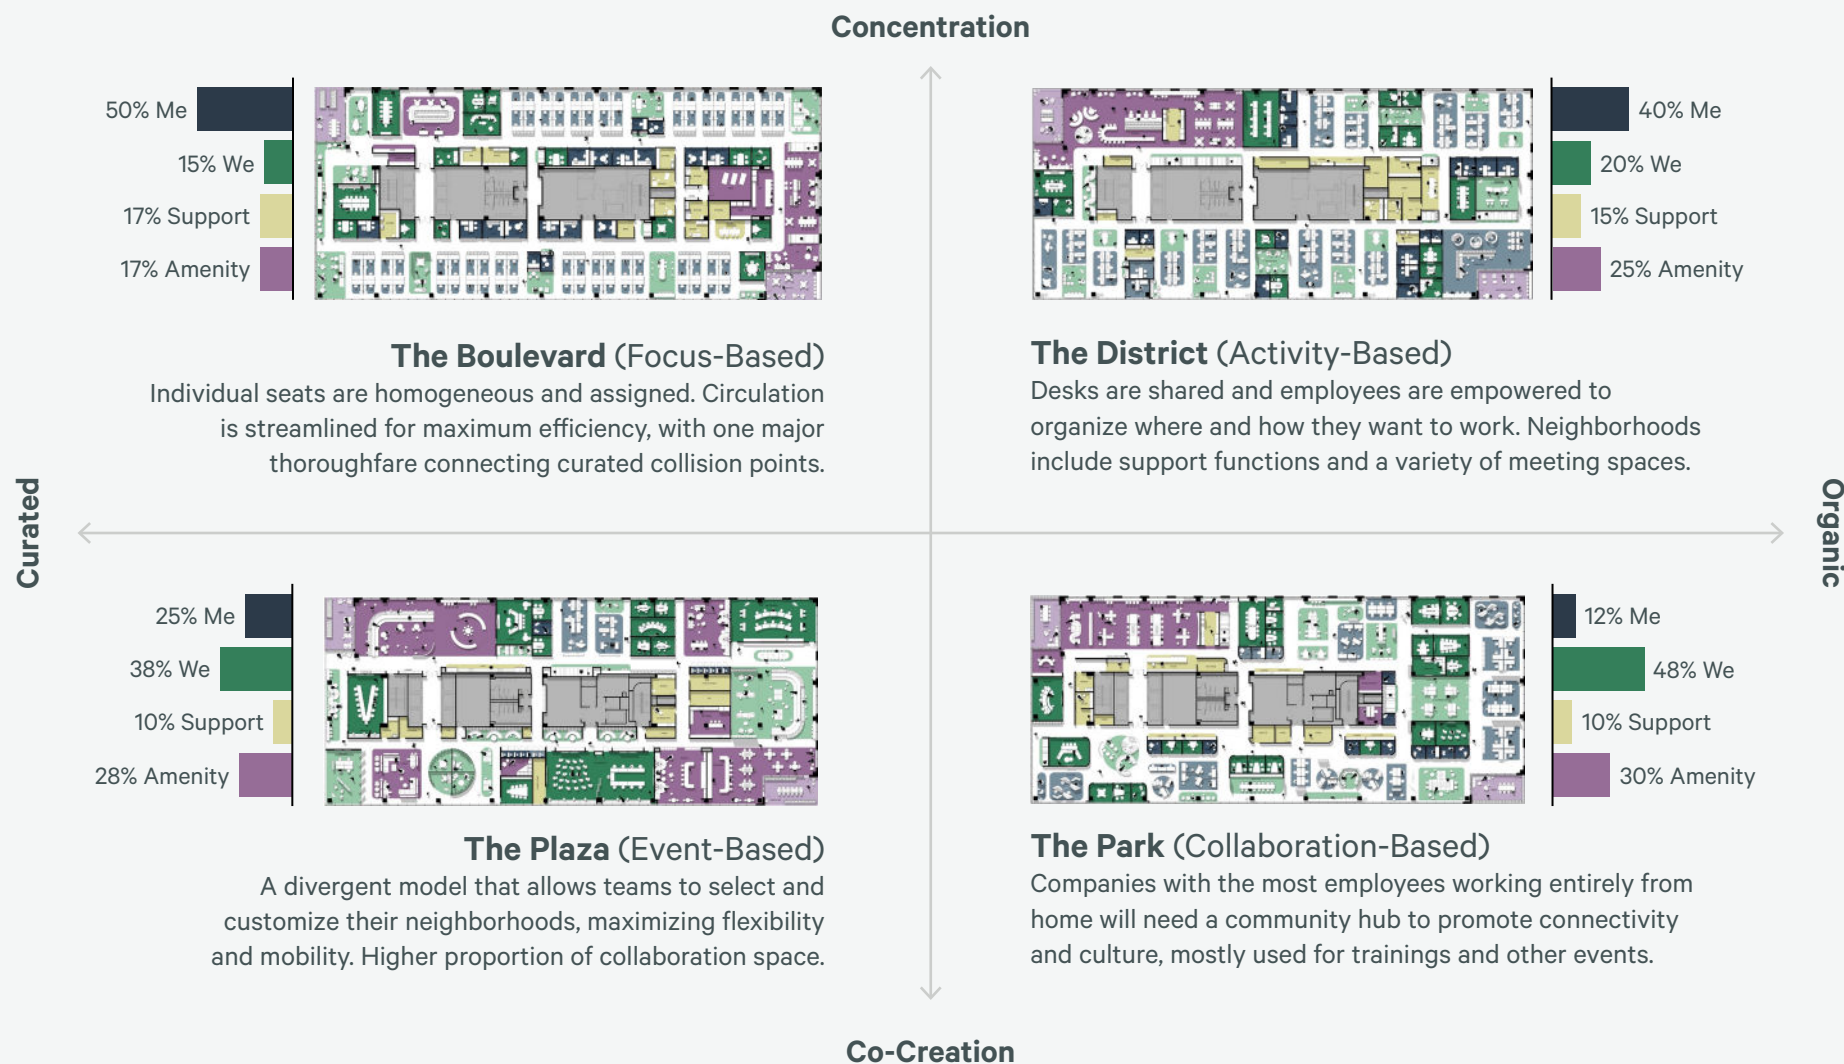 Concentration
50% Me
15% We
17% Support
17% Amenity
The Boulevard (Focus-Based)
Individual seats are homogeneous and assigned. Circulation
is streamlined for maximum efficiency, with one major
thoroughfare connecting curated collision points.
40% Me
20% We
15% Support
25% Amenity
The District (Activity-Based)
Desks are shared and employees are empowered to
organize where and how they want to work. Neighborhoods
include support functions and a variety of meeting spaces.
Curated
Organic
25% Me
38% We
10% Support
28% Amenity
The Plaza (Event-Based)
A divergent model that allows teams to select and
customize their neighborhoods, maximizing flexibility
and mobility. Higher proportion of collaboration space.
12% Me
48% We
10% Support
30% Amenity
The Park (Collaboration-Based)
Companies with the most employees working entirely from
home will need a community hub to promote connectivity
and culture, mostly used for trainings and other events.
Co-Creation